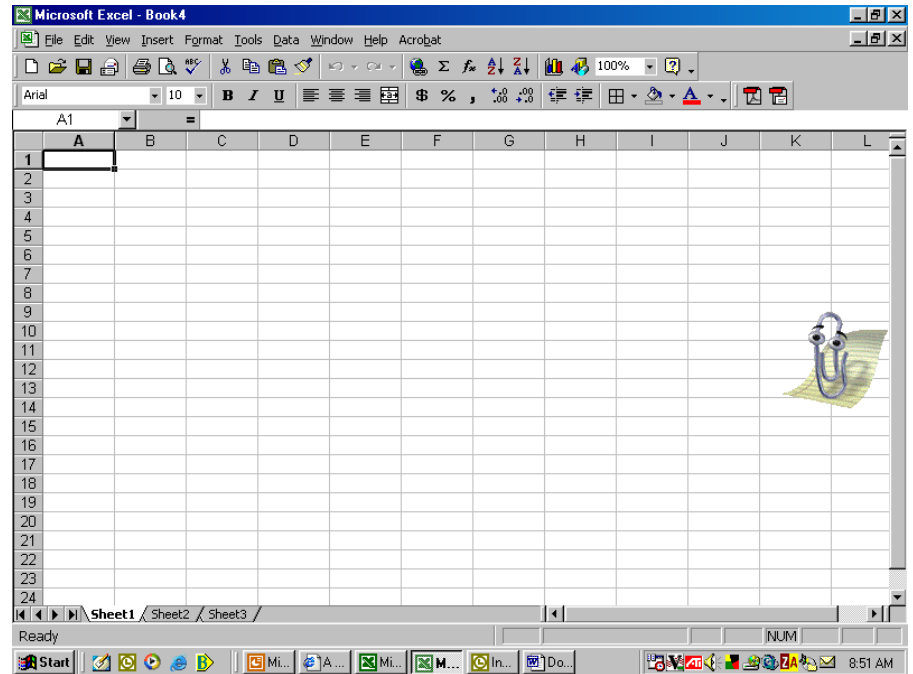 Microsoft Excel - Book4
File Edit View Insert Format Tools Data Window Help Acrobat
ABC Σ fx A Z Z A 100% ?
Arial 10 B I U $ % , A
A1 =
A B C D E F G H I J K L
1
2
3
4
5
6
7
8
9
10
11
12
13
14
15
16
17
18
19
20
21
22
23
24
Sheet1 Sheet2 Sheet3
Ready NUM
Start Mi... A ... Mi... M... In... Do... 8:51 AM